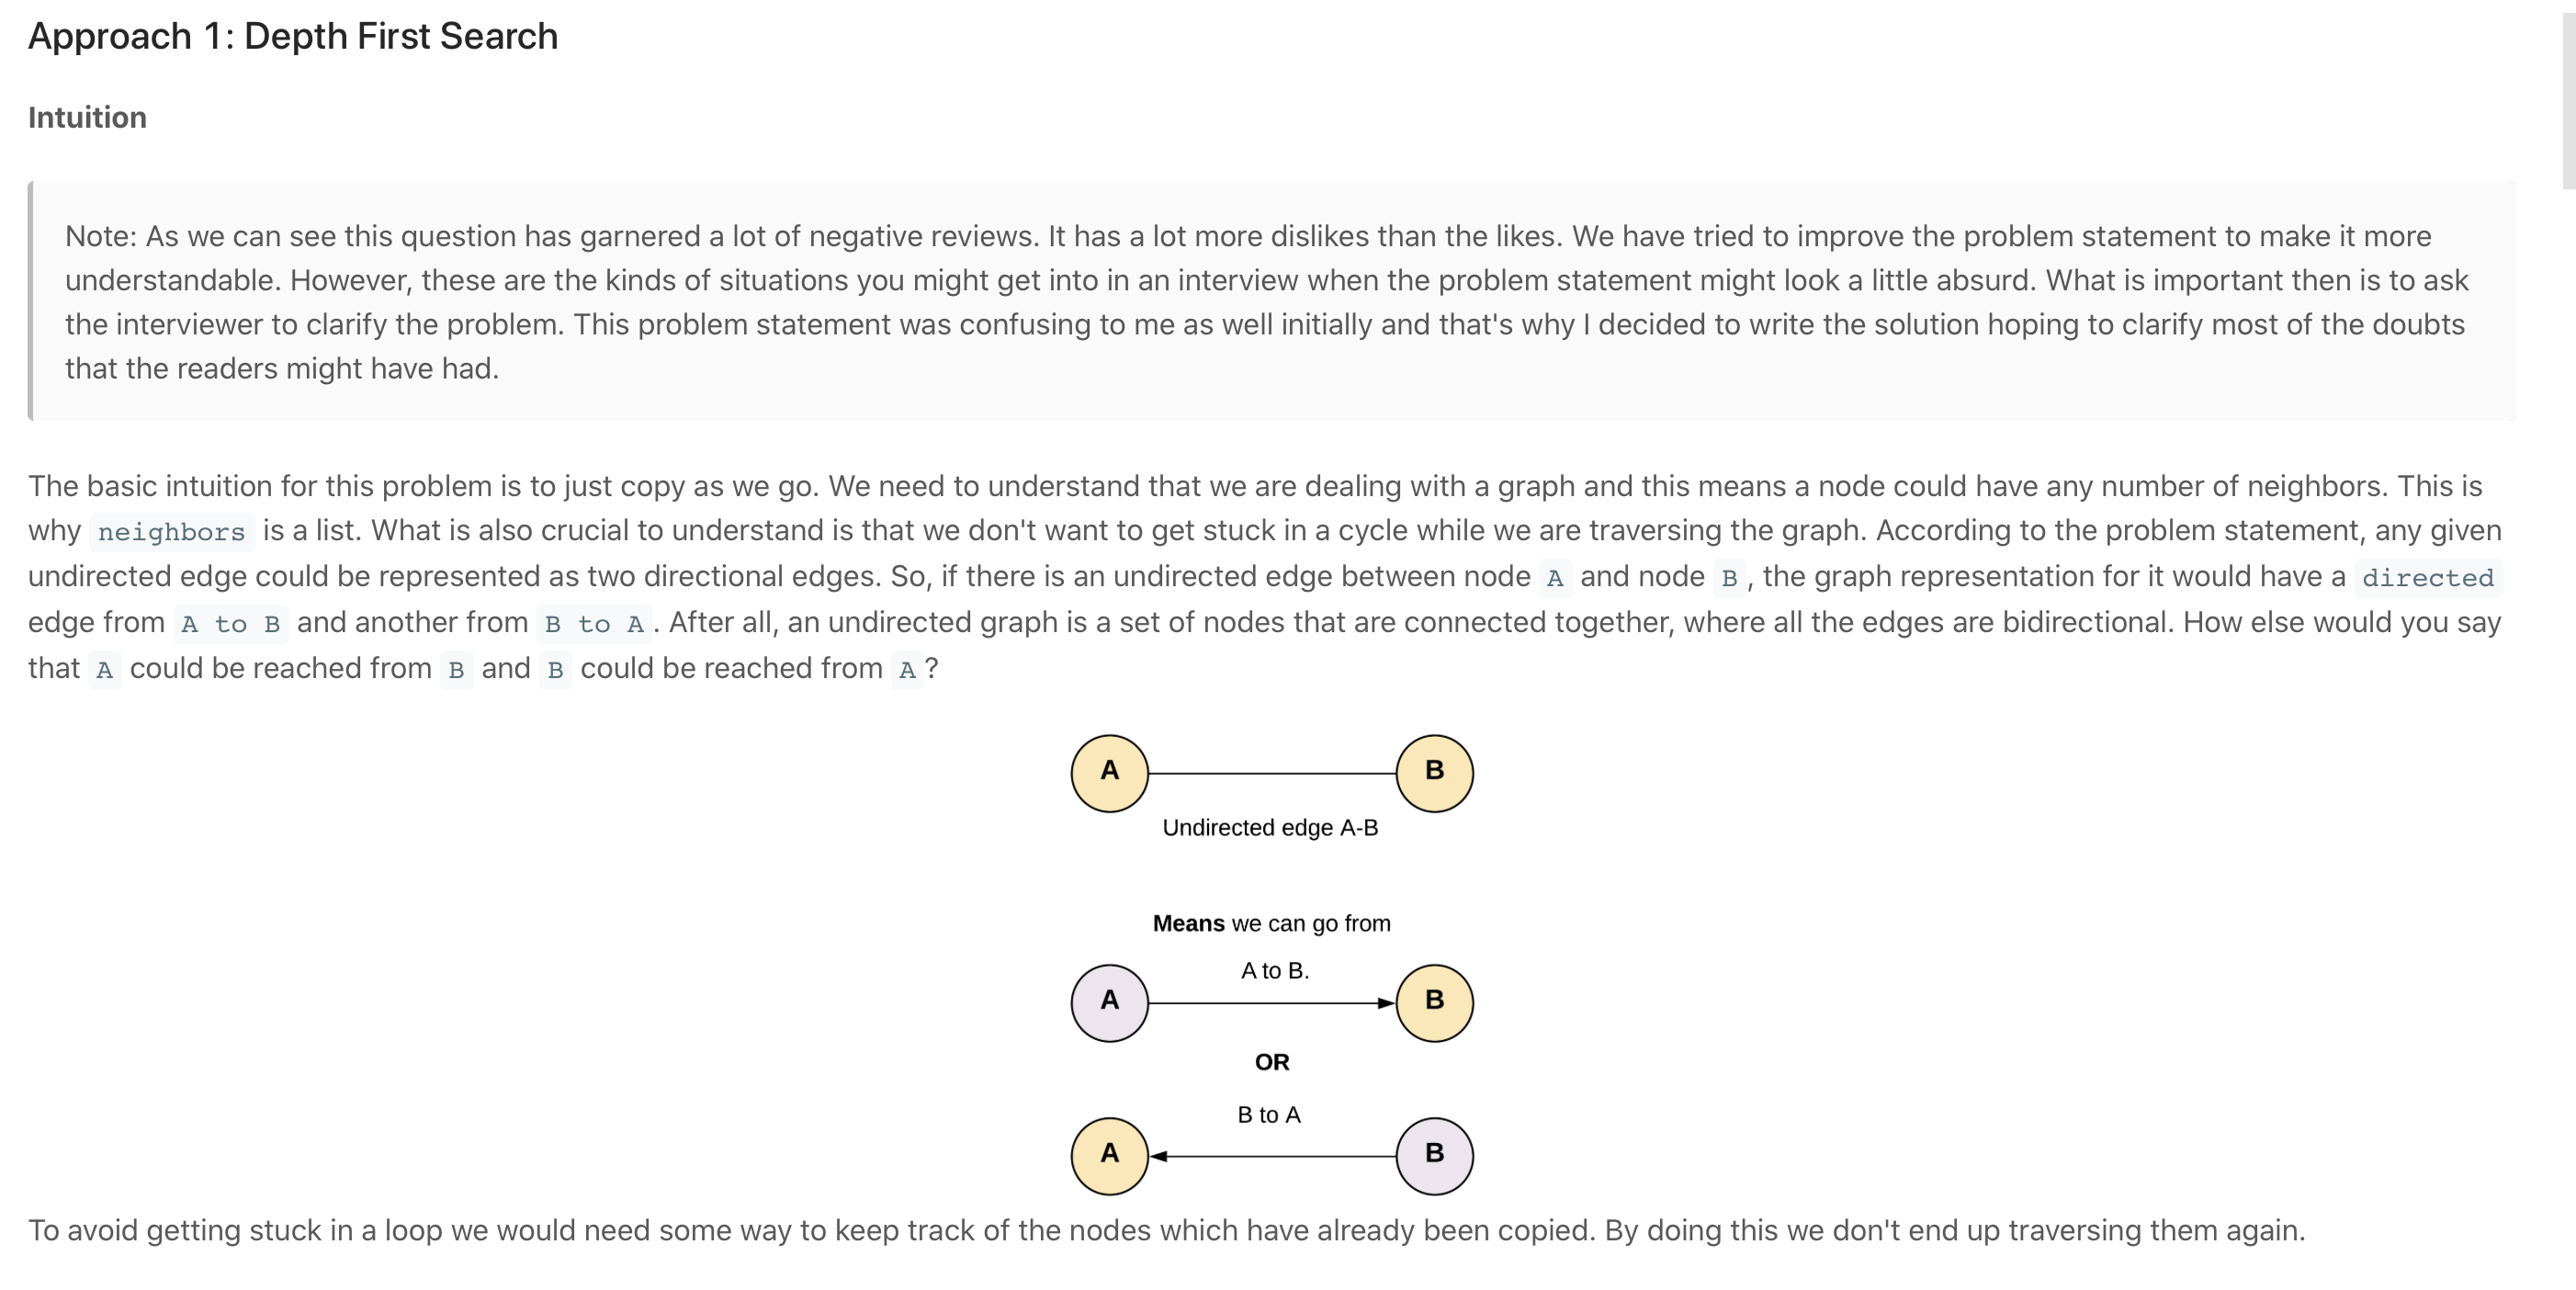 Approach 1: Depth First Search
Intuition
Note: As we can see this question has garnered a lot of negative reviews. It has a lot more dislikes than the likes. We have tried to improve the problem statement to make it more
understandable. However, these are the kinds of situations you might get into in an interview when the problem statement might look a little absurd. What is important then is to ask
the interviewer to clarify the problem. This problem statement was confusing to me as well initially and that's why I decided to write the solution hoping to clarify most of the doubts
that the readers might have had.
The basic intuition for this problem is to just copy as we go. We need to understand that we are dealing with a graph and this means a node could have any number of neighbors. This is
why neighbors is a list. What is also crucial to understand is that we don't want to get stuck in a cycle while we are traversing the graph. According to the problem statement, any given
undirected edge could be represented as two directional edges. So, if there is an undirected edge between node A and node B, the graph representation for it would have a directed
edge from A to B and another from B to A. After all, an undirected graph is a set of nodes that are connected together, where all the edges are bidirectional. How else would you say
that A could be reached from B and B could be reached from A?
A B
Undirected edge A-B
Means we can go from
A to B.
A B
OR
B to A
A B
To avoid getting stuck in a loop we would need some way to keep track of the nodes which have already been copied. By doing this we don't end up traversing them again.